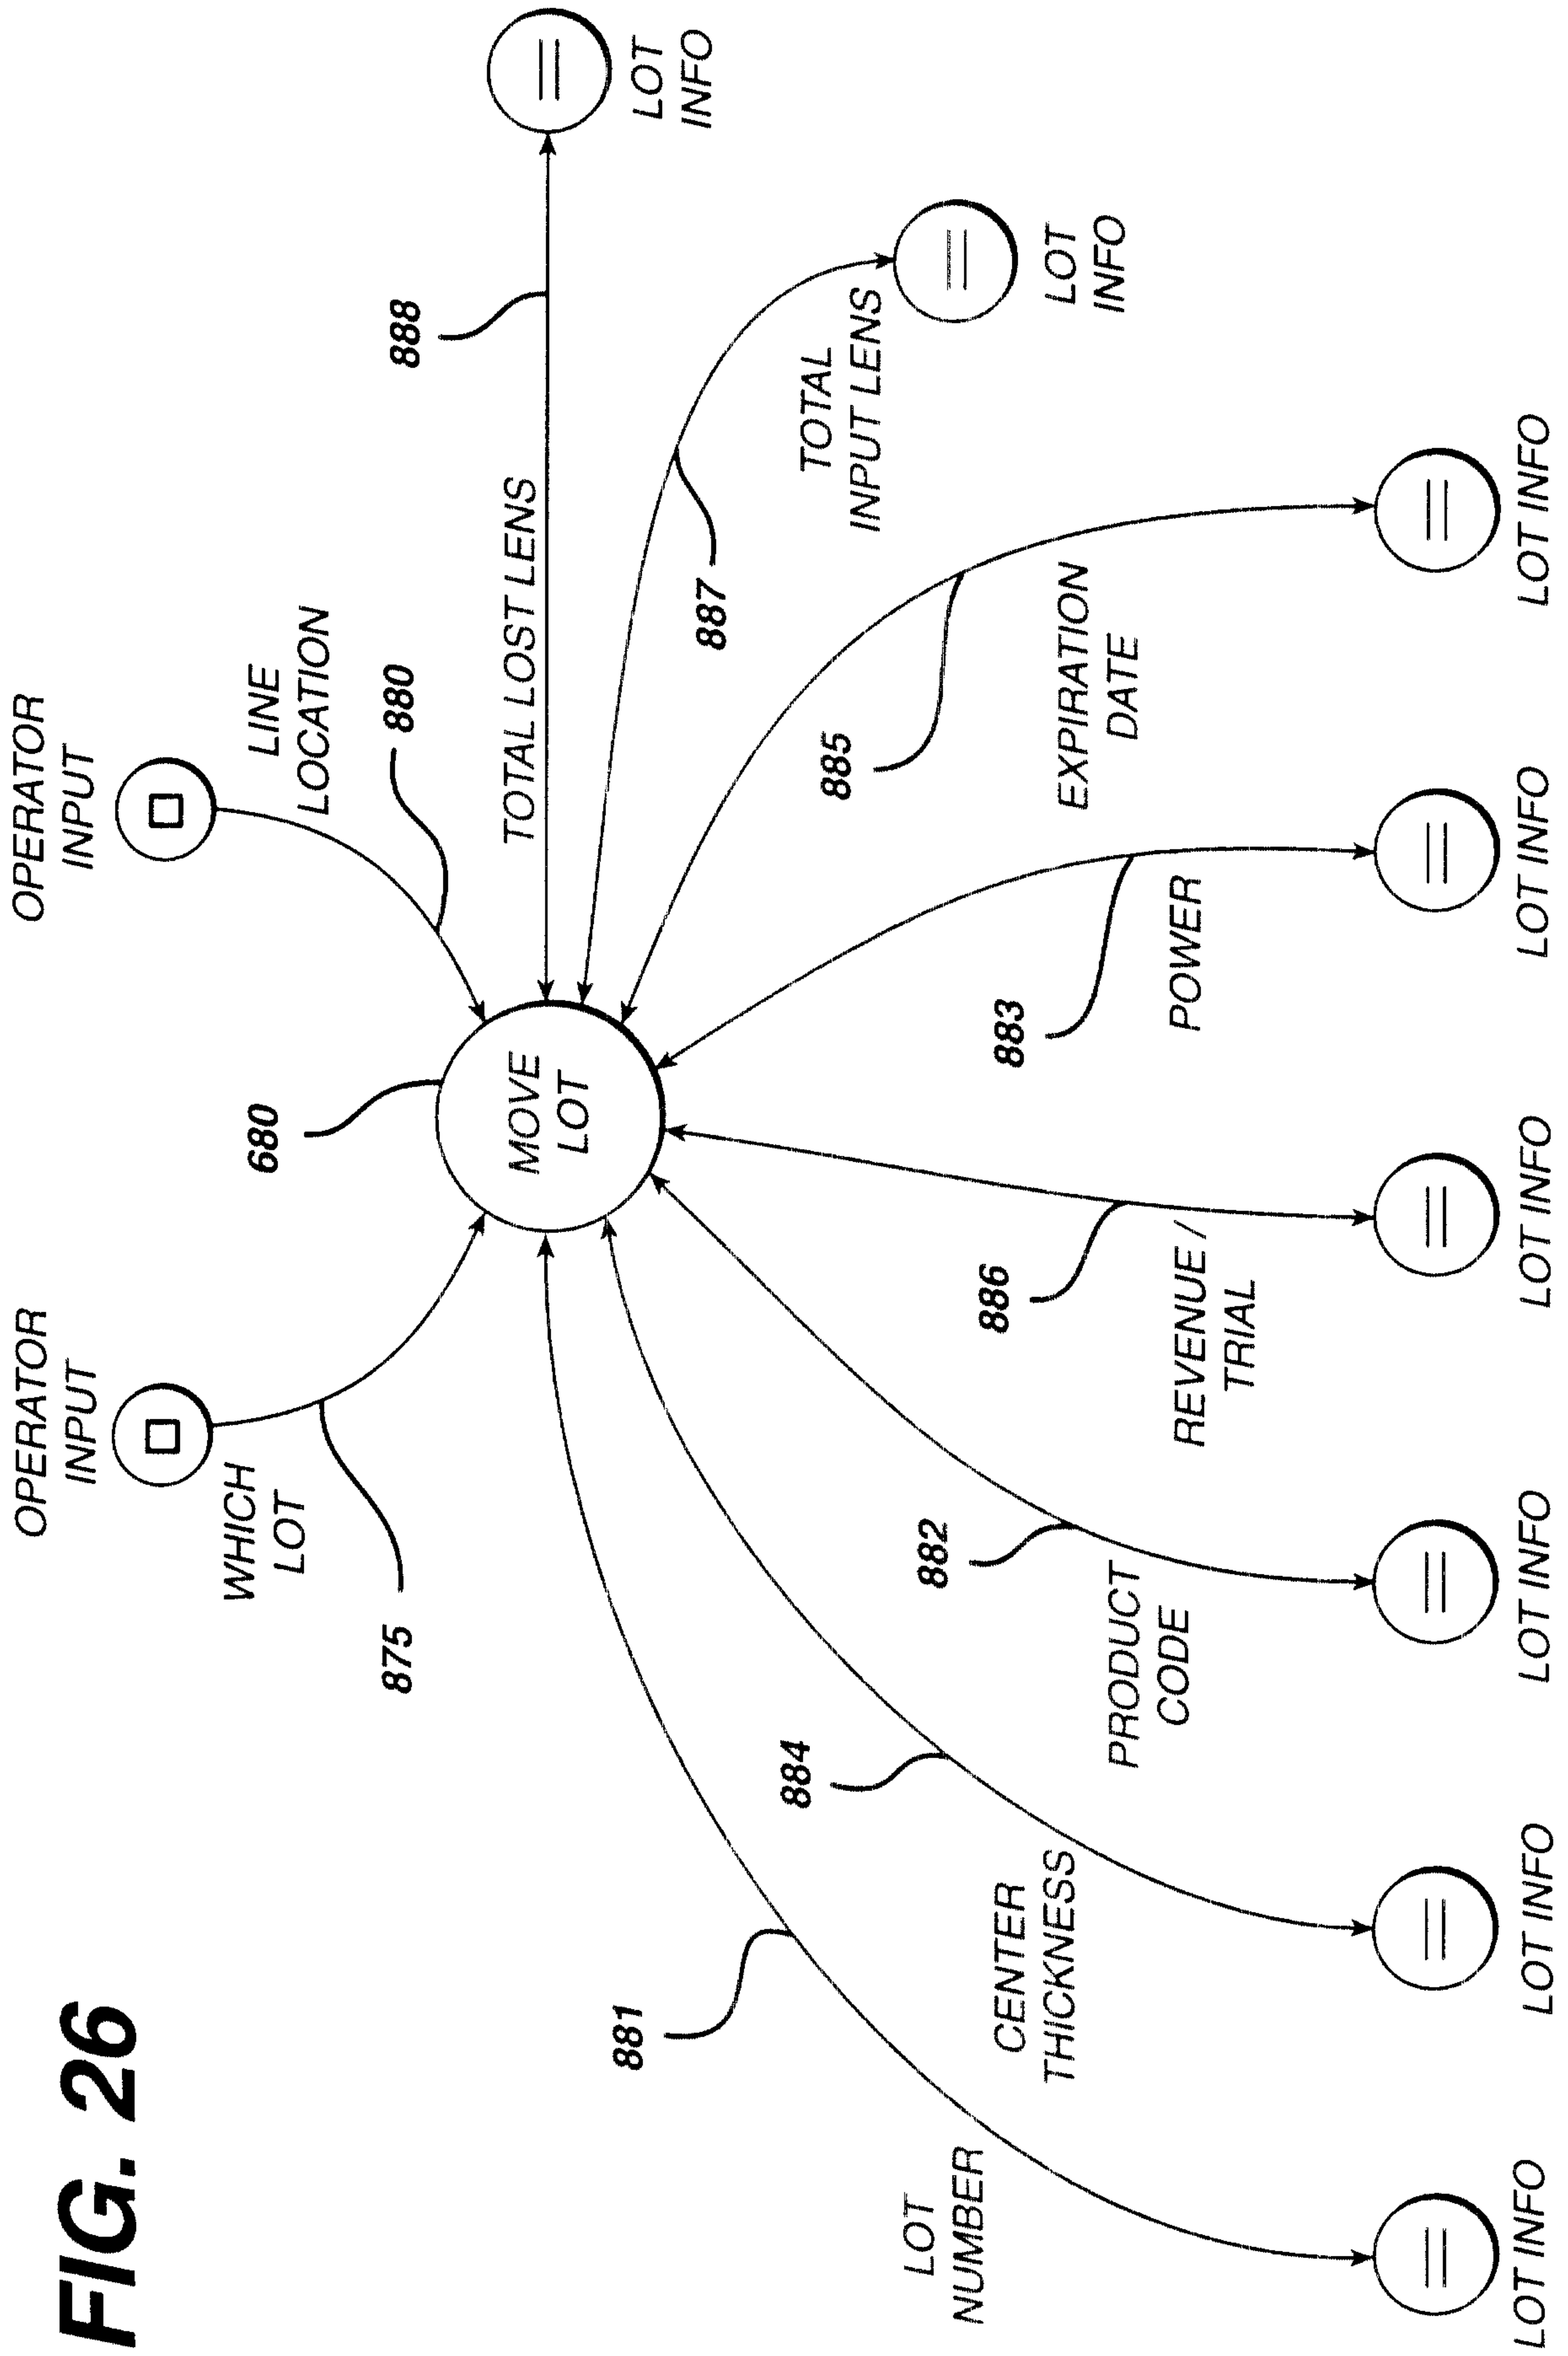 FIG. 26
OPERATOR
INPUT
OPERATOR
INPUT
WHICH
LOT
875
680
LINE
LOCATION
880
MOVE
LOT
TOTAL LOST LENS
888
LOT
INFO
881
LOT
NUMBER
884
CENTER
THICKNESS
882
PRODUCT
CODE
886
REVENUE /
TRIAL
883
POWER
885
EXPIRATION
DATE
887
TOTAL
INPUT LENS
LOT
INFO
LOT INFO
LOT INFO
LOT INFO
LOT INFO
LOT INFO
LOT INFO